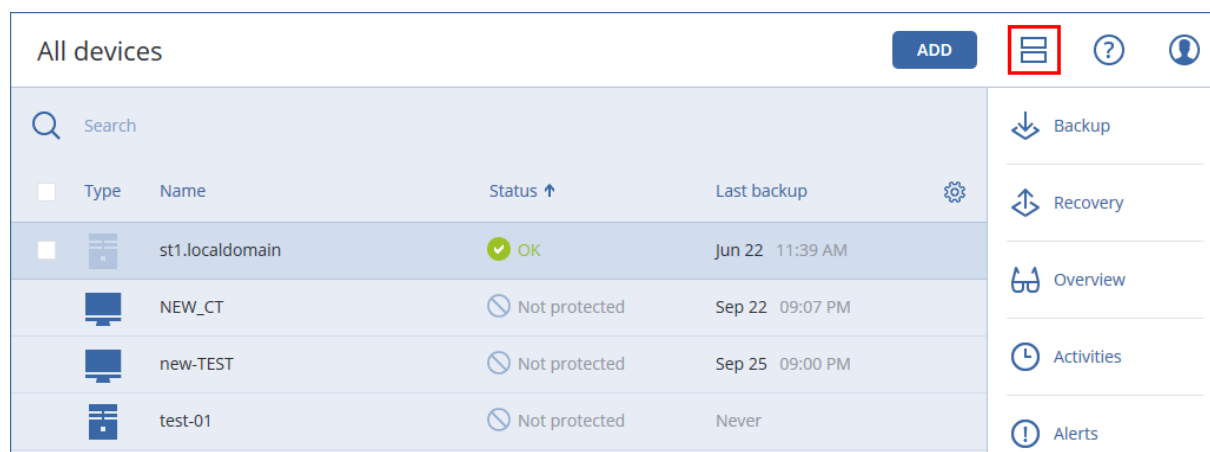 All devices ADD
Search
Backup
Type Name Status Last backup
Recovery
st1.localdomain OK Jun 22 11:39 AM
Overview
NEW_CT Not protected Sep 22 09:07 PM
new-TEST Not protected Sep 25 09:00 PM
Activities
test-01 Not protected Never
Alerts